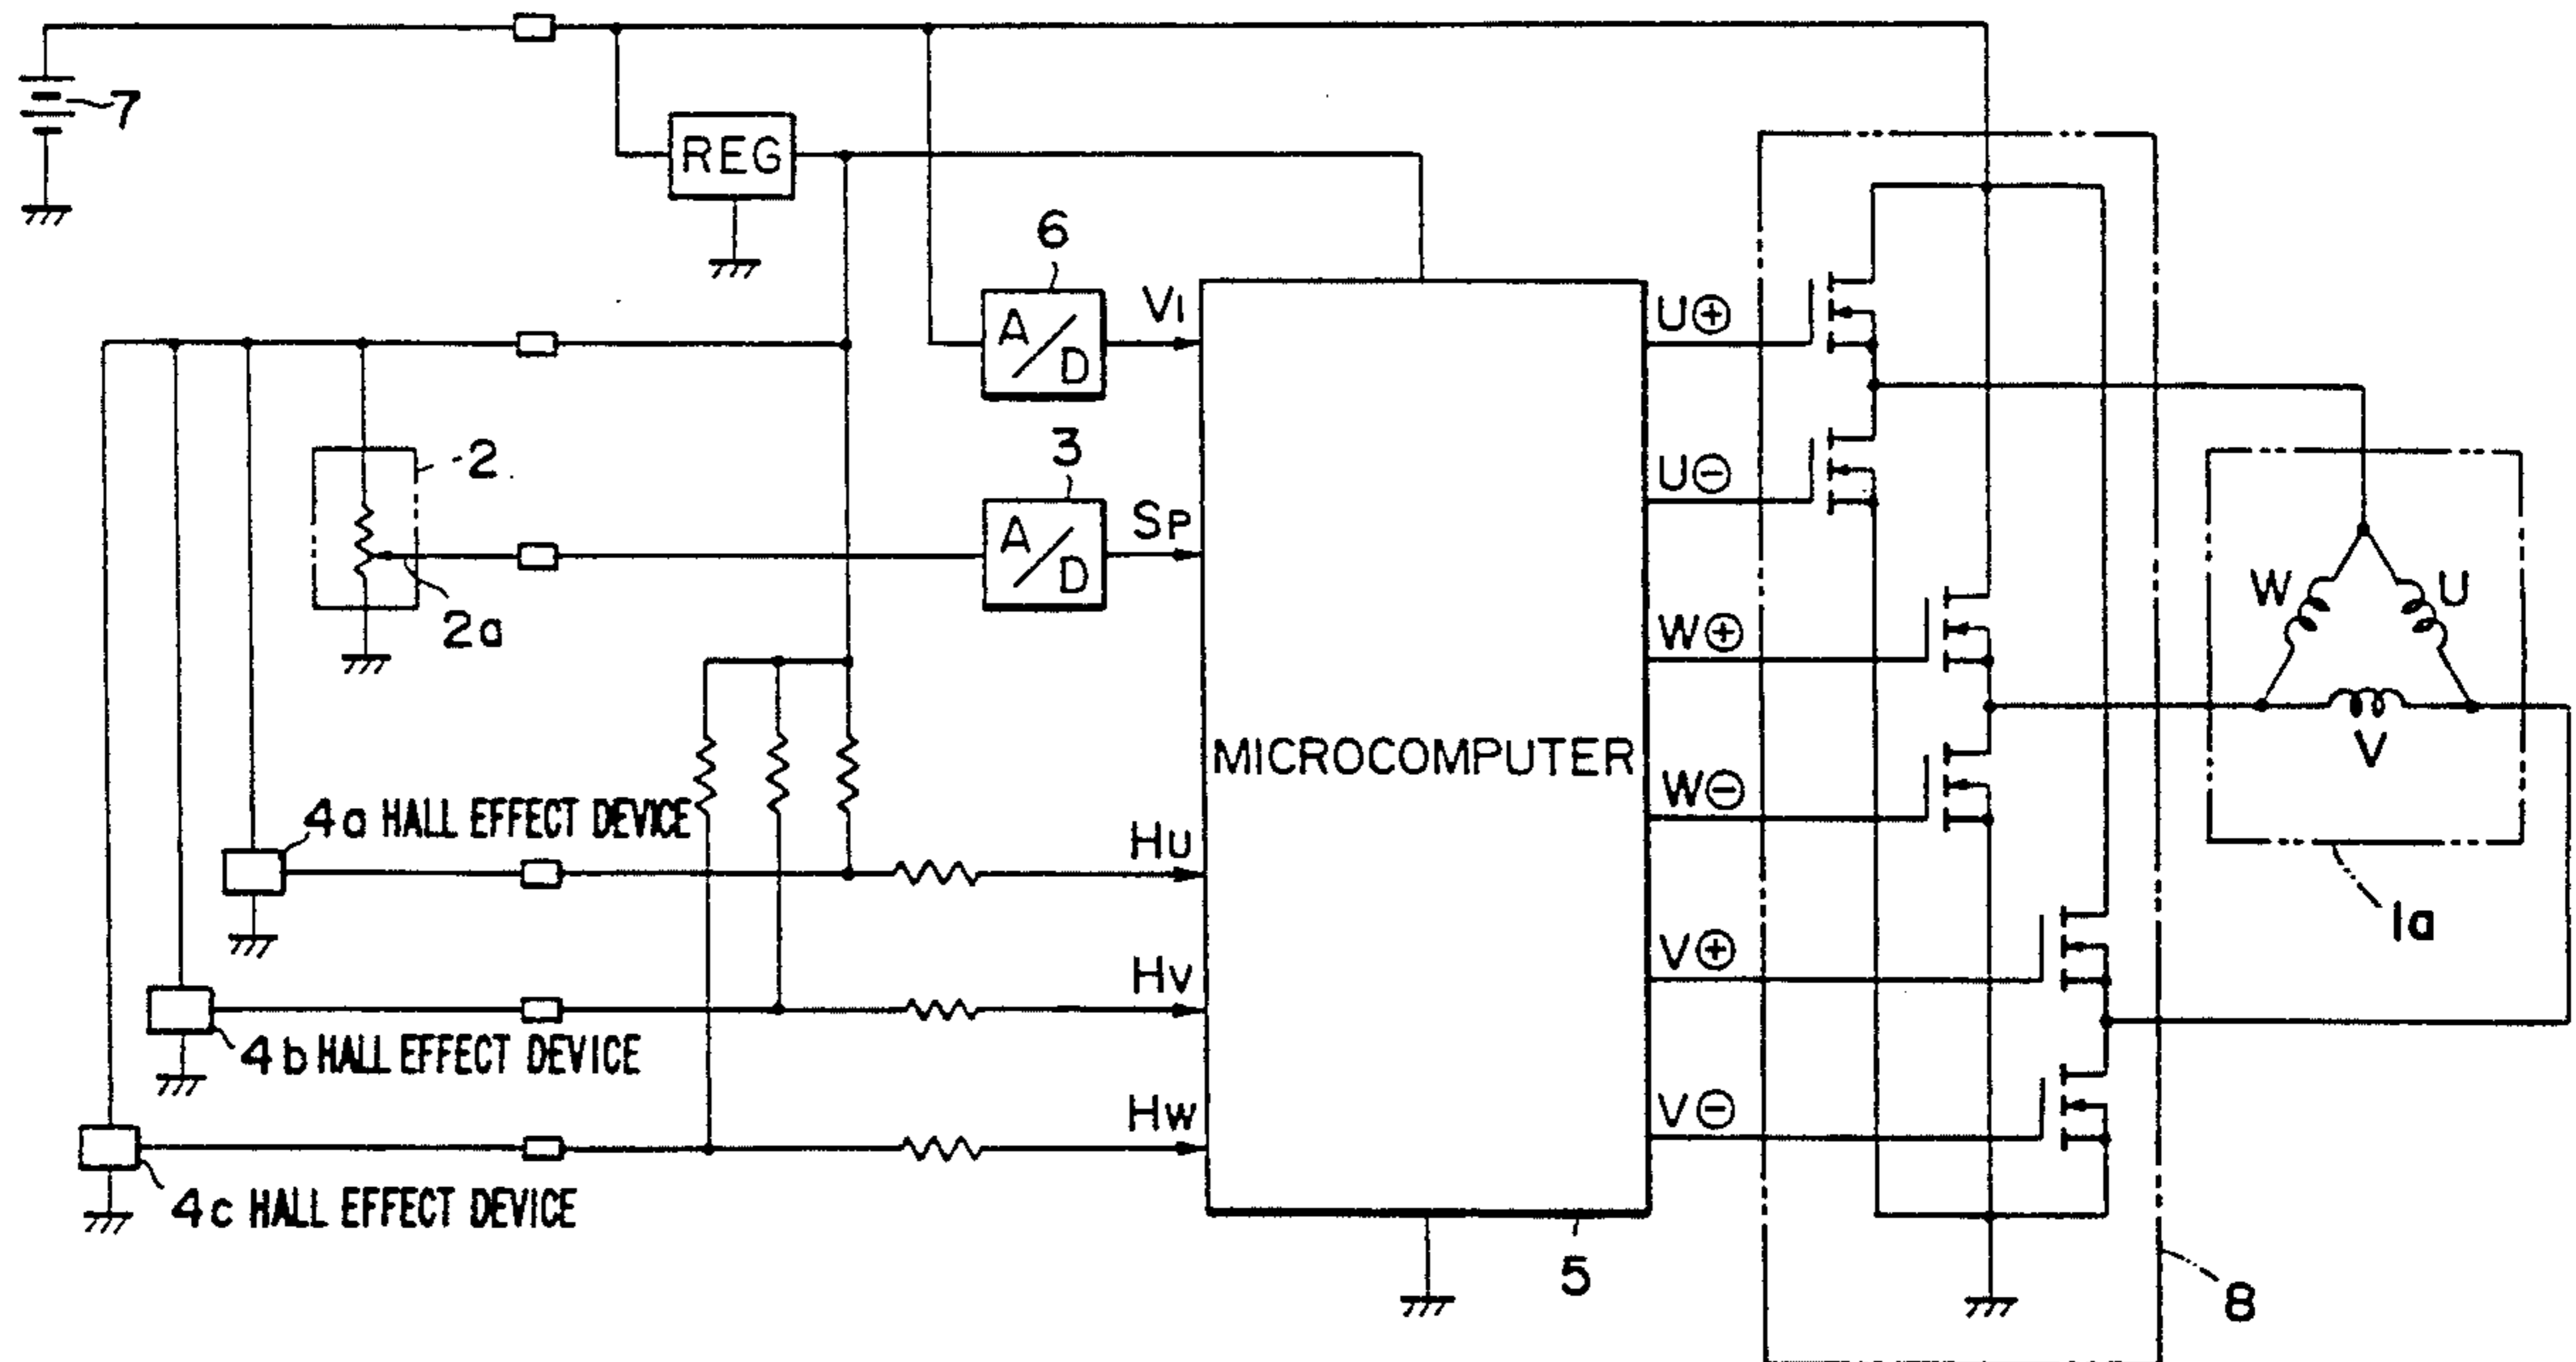 7
REG
6
A/D
VI
U⊕
2
3
A/D
SP
U⊖
2a
W
U
W⊕
V
MICROCOMPUTER
W⊖
4a HALL EFFECT DEVICE
HU
1a
V⊕
HV
4b HALL EFFECT DEVICE
V⊖
HW
4c HALL EFFECT DEVICE
5
8